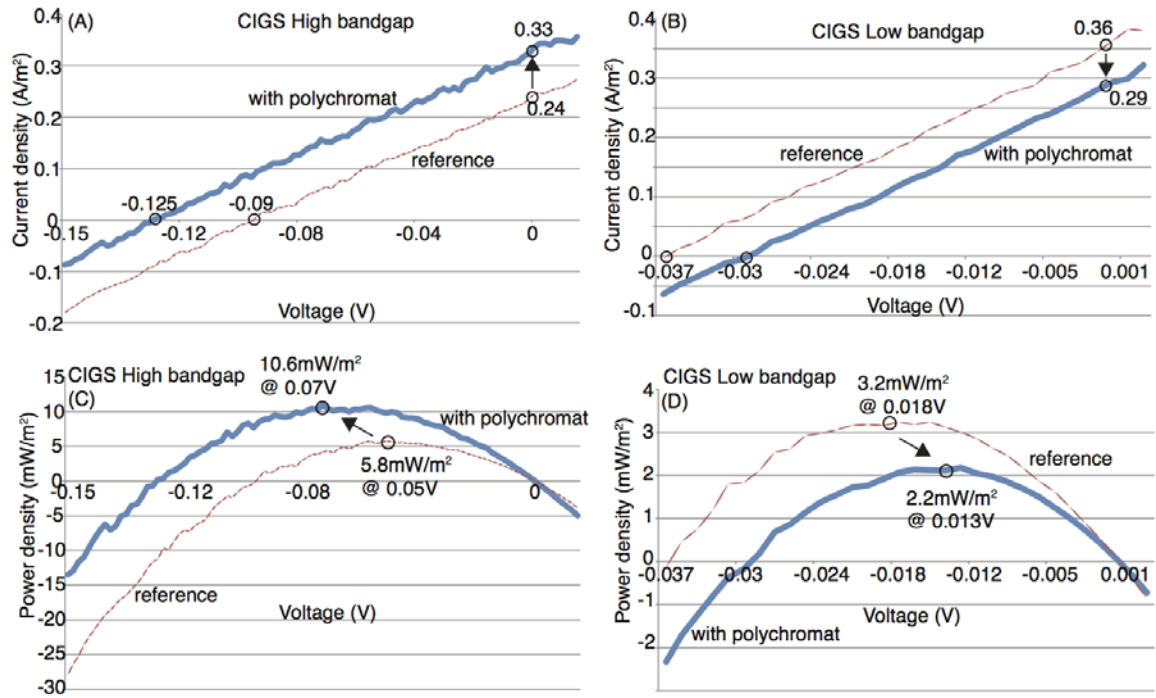 (A)
CIGS High bandgap
Current density (A/m²)
0.4
0.3
0.2
0.1
0
-0.1
-0.2
-0.15
-0.12
-0.08
-0.04
0
0.33
0.24
with polychromat
reference
-0.125
-0.09
Voltage (V)
(B)
CIGS Low bandgap
Current density (A/m²)
0.4
0.3
0.2
0.1
0
-0.1
-0.037
-0.03
-0.024
-0.018
-0.012
-0.005
0.001
0.36
0.29
reference
with polychromat
Voltage (V)
CIGS High bandgap
(C)
Power density (mW/m²)
15
10
5
0
-5
-10
-15
-20
-25
-30
-0.15
-0.12
-0.08
-0.05
0
10.6mW/m²
@ 0.07V
with polychromat
5.8mW/m²
@ 0.05V
reference
Voltage (V)
CIGS Low bandgap
(D)
Power density (mW/m²)
4
3
2
1
0
-1
-2
-0.037
-0.03
-0.024
-0.018
-0.012
-0.005
0.001
3.2mW/m²
@ 0.018V
reference
2.2mW/m²
@ 0.013V
Voltage (V)
with polychromat